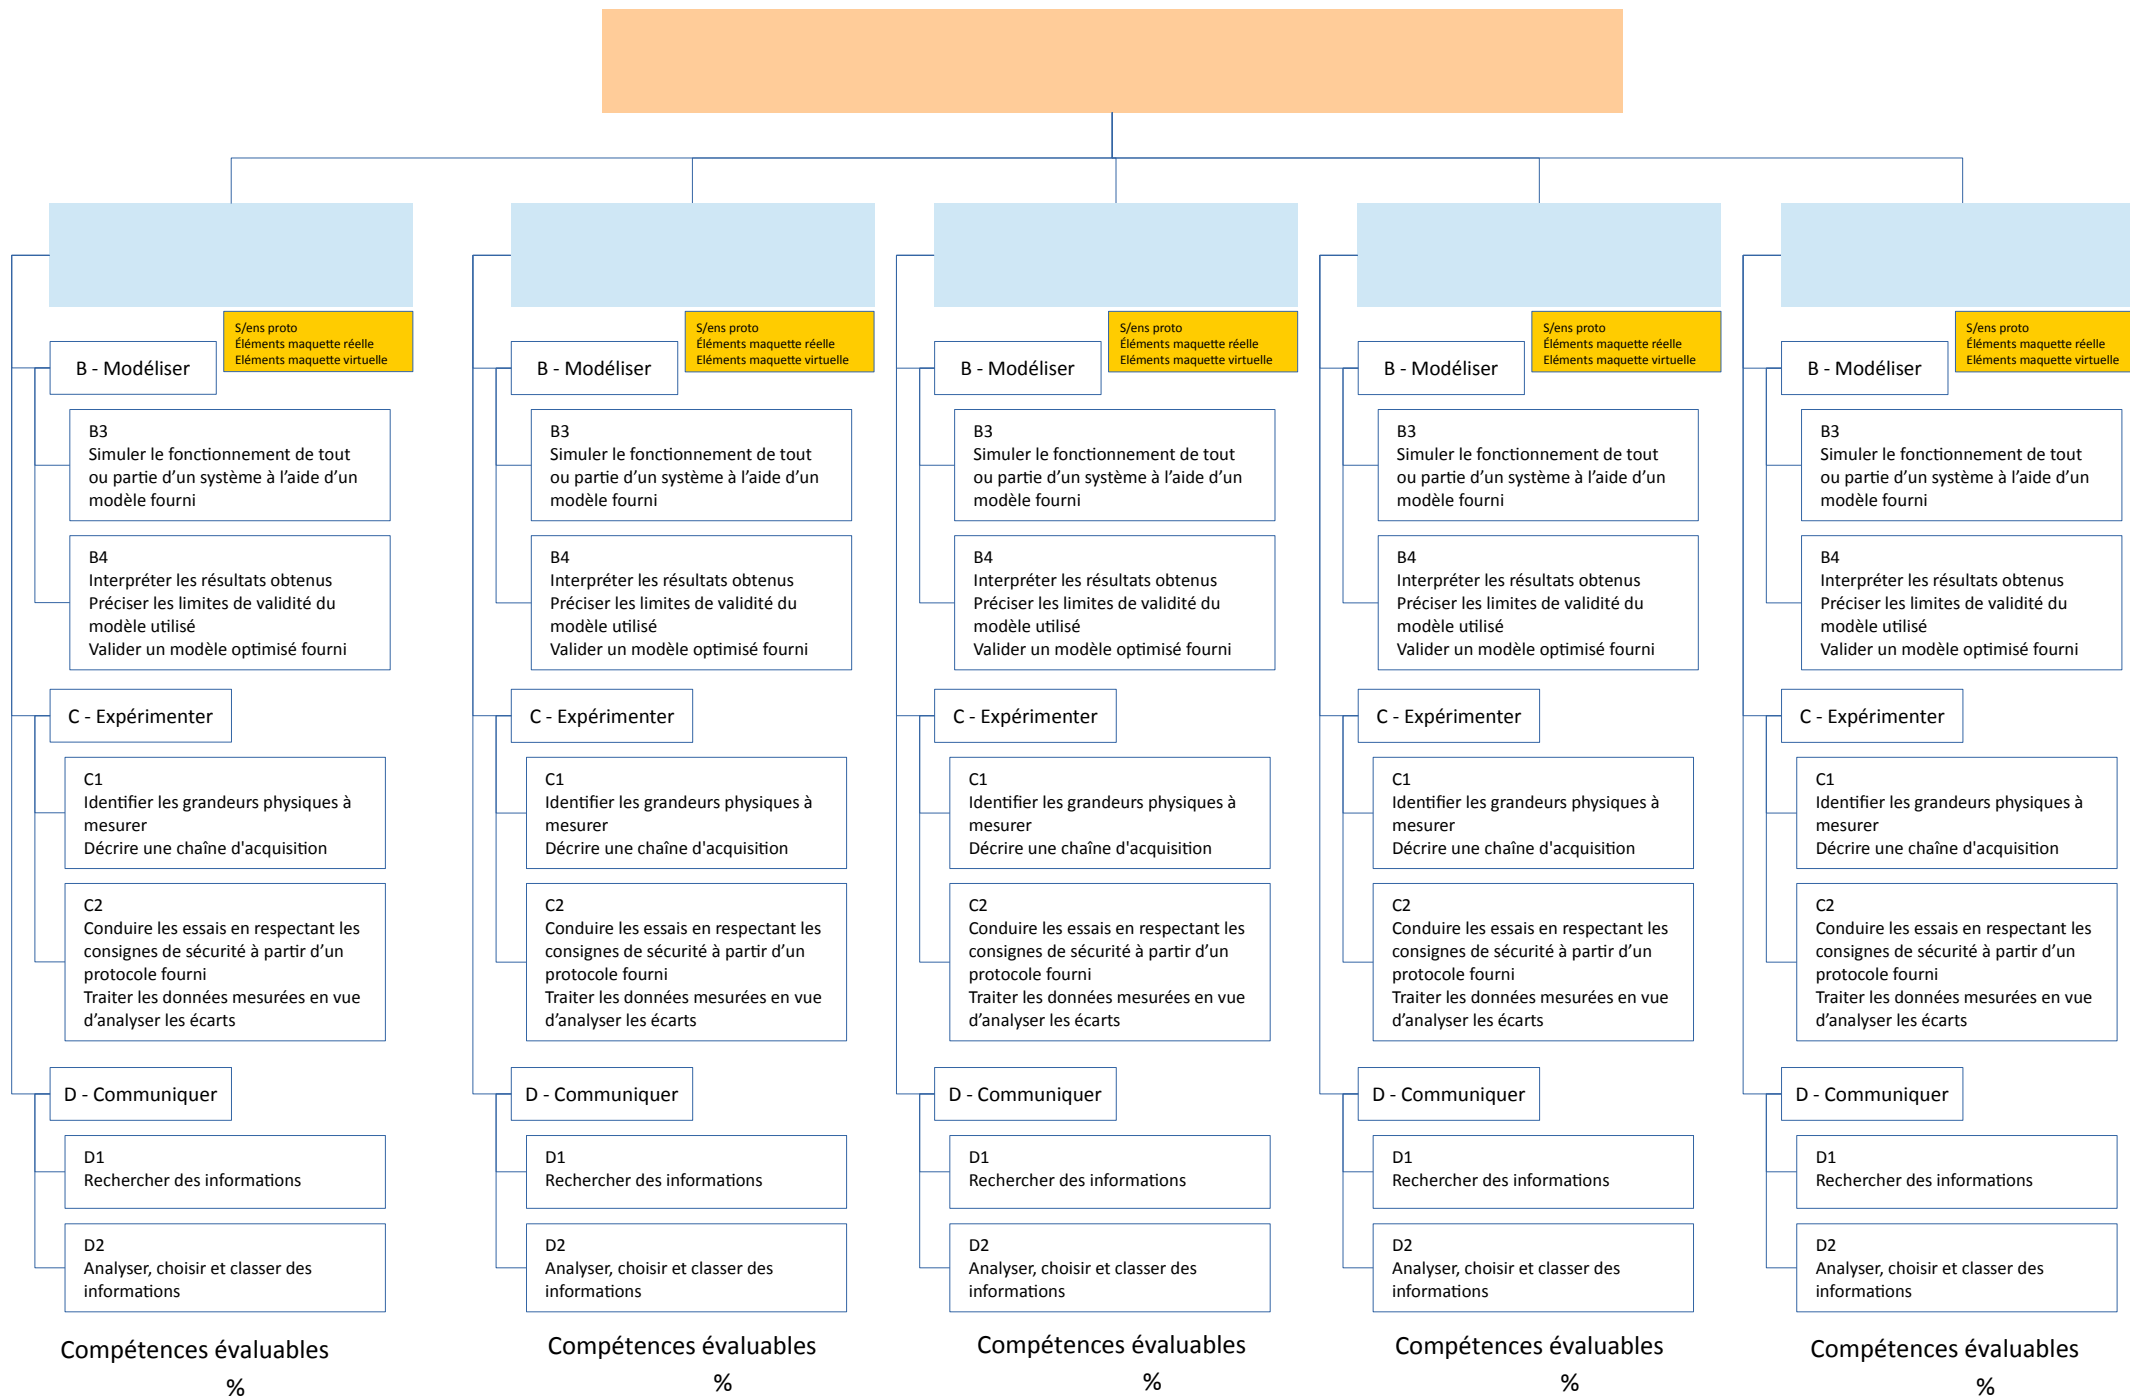 S/ens proto
Éléments maquette réelle
Eléments maquette virtuelle
B - Modéliser
B3
Simuler le fonctionnement de tout
ou partie d’un système à l’aide d’un
modèle fourni
B4
Interpréter les résultats obtenus
Préciser les limites de validité du
modèle utilisé
Valider un modèle optimisé fourni
C - Expérimenter
C1
Identifier les grandeurs physiques à
mesurer
Décrire une chaîne d'acquisition
C2
Conduire les essais en respectant les
consignes de sécurité à partir d’un
protocole fourni
Traiter les données mesurées en vue
d’analyser les écarts
D - Communiquer
D1
Rechercher des informations
D2
Analyser, choisir et classer des
informations
Compétences évaluables
%
S/ens proto
Éléments maquette réelle
Eléments maquette virtuelle
B - Modéliser
B3
Simuler le fonctionnement de tout
ou partie d’un système à l’aide d’un
modèle fourni
B4
Interpréter les résultats obtenus
Préciser les limites de validité du
modèle utilisé
Valider un modèle optimisé fourni
C - Expérimenter
C1
Identifier les grandeurs physiques à
mesurer
Décrire une chaîne d'acquisition
C2
Conduire les essais en respectant les
consignes de sécurité à partir d’un
protocole fourni
Traiter les données mesurées en vue
d’analyser les écarts
D - Communiquer
D1
Rechercher des informations
D2
Analyser, choisir et classer des
informations
Compétences évaluables
%
S/ens proto
Éléments maquette réelle
Eléments maquette virtuelle
B - Modéliser
B3
Simuler le fonctionnement de tout
ou partie d’un système à l’aide d’un
modèle fourni
B4
Interpréter les résultats obtenus
Préciser les limites de validité du
modèle utilisé
Valider un modèle optimisé fourni
C - Expérimenter
C1
Identifier les grandeurs physiques à
mesurer
Décrire une chaîne d'acquisition
C2
Conduire les essais en respectant les
consignes de sécurité à partir d’un
protocole fourni
Traiter les données mesurées en vue
d’analyser les écarts
D - Communiquer
D1
Rechercher des informations
D2
Analyser, choisir et classer des
informations
Compétences évaluables
%
S/ens proto
Éléments maquette réelle
Eléments maquette virtuelle
B - Modéliser
B3
Simuler le fonctionnement de tout
ou partie d’un système à l’aide d’un
modèle fourni
B4
Interpréter les résultats obtenus
Préciser les limites de validité du
modèle utilisé
Valider un modèle optimisé fourni
C - Expérimenter
C1
Identifier les grandeurs physiques à
mesurer
Décrire une chaîne d'acquisition
C2
Conduire les essais en respectant les
consignes de sécurité à partir d’un
protocole fourni
Traiter les données mesurées en vue
d’analyser les écarts
D - Communiquer
D1
Rechercher des informations
D2
Analyser, choisir et classer des
informations
Compétences évaluables
%
S/ens proto
Éléments maquette réelle
Eléments maquette virtuelle
B - Modéliser
B3
Simuler le fonctionnement de tout
ou partie d’un système à l’aide d’un
modèle fourni
B4
Interpréter les résultats obtenus
Préciser les limites de validité du
modèle utilisé
Valider un modèle optimisé fourni
C - Expérimenter
C1
Identifier les grandeurs physiques à
mesurer
Décrire une chaîne d'acquisition
C2
Conduire les essais en respectant les
consignes de sécurité à partir d’un
protocole fourni
Traiter les données mesurées en vue
d’analyser les écarts
D - Communiquer
D1
Rechercher des informations
D2
Analyser, choisir et classer des
informations
Compétences évaluables
%